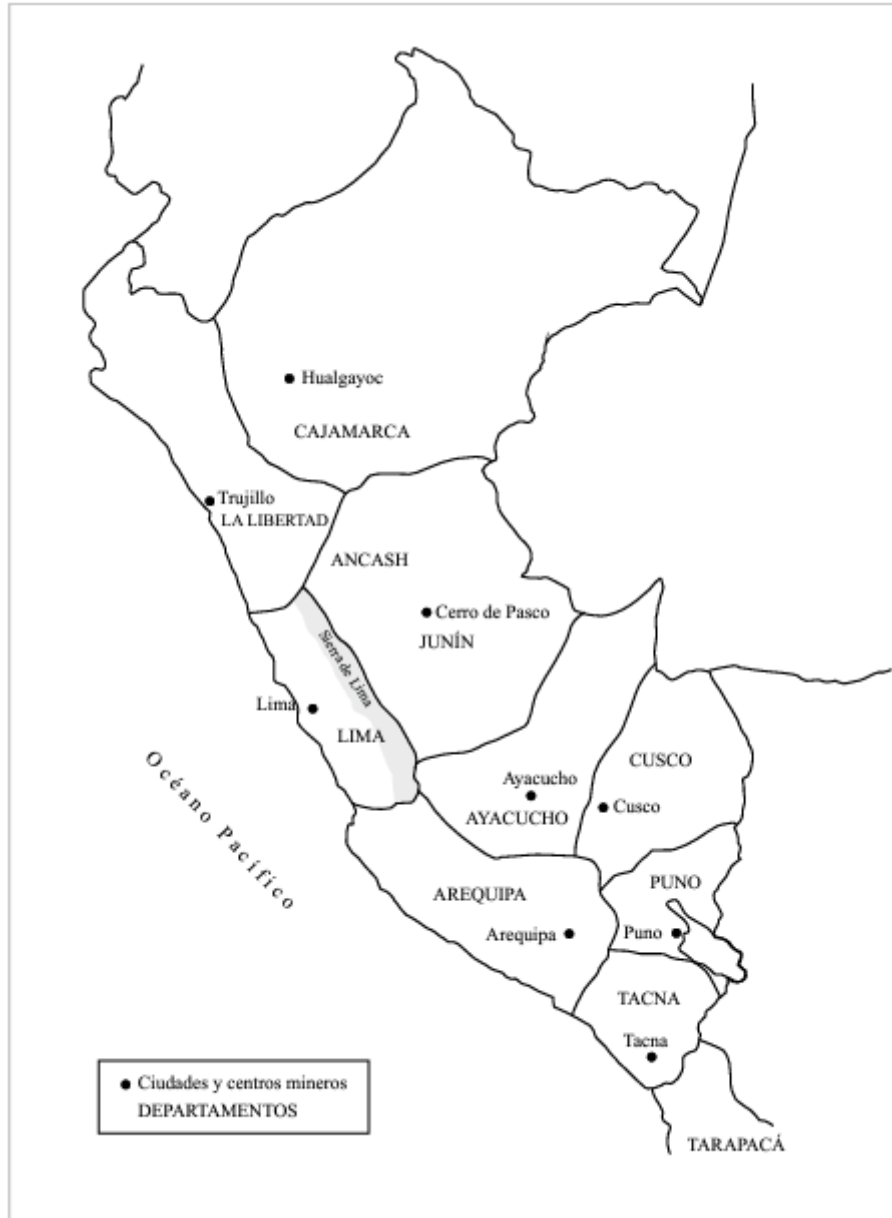 Hualgayoc
CAJAMARCA
Trujillo
LA LIBERTAD
ANCASH
Cerro de Pasco
JUNÍN
Sierra de Lima
Lima
LIMA
CUSCO
Ayacucho
AYACUCHO
Cusco
Océano Pacífico
PUNO
AREQUIPA
Arequipa
Puno
TACNA
Tacna
Ciudades y centros mineros
DEPARTAMENTOS
TARAPACÁ